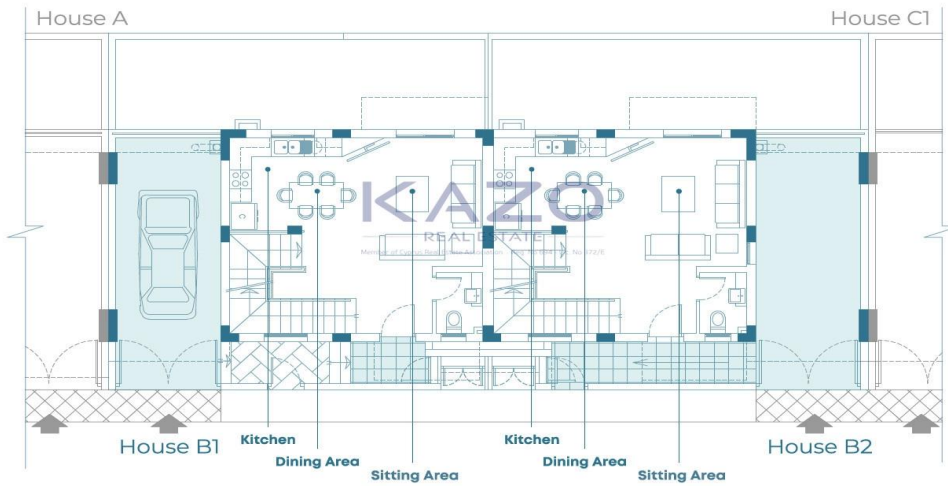 House A
House C1
KAZO
REAL ESTATE
House B1
House B2
Kitchen
Kitchen
Dining Area
Dining Area
Sitting Area
Sitting Area